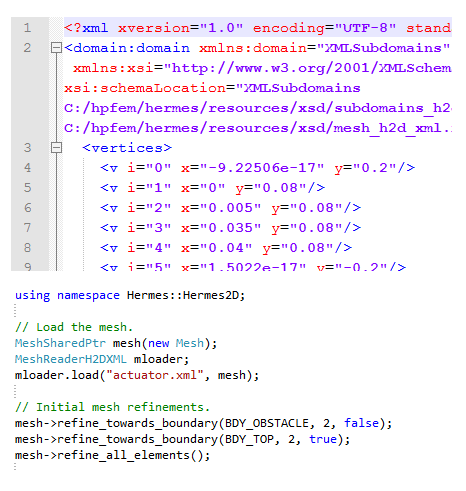 1 <?xml xversion="1.0" encoding="UTF-8" stand
2 <domain:domain xmlns:domain="XMLSubdomains"
xmlns:xsi="http://www.w3.org/2001/XMLSchem
xsi:schemaLocation="XMLSubdomains
C:/hpfem/hermes/resources/xsd/subdomains_h2
C:/hpfem/hermes/resources/xsd/mesh_h2d_xml.
3 <vertices>
4 <v i="0" x="-9.22506e-17" y="0.2"/>
5 <v i="1" x="0" y="0.08"/>
6 <v i="2" x="0.005" y="0.08"/>
7 <v i="3" x="0.035" y="0.08"/>
8 <v i="4" x="0.04" y="0.08"/>
9 <v i="5" x="1.5022e-17" y="-0.2"/>
using namespace Hermes::Hermes2D;
// Load the mesh.
MeshSharedPtr mesh(new Mesh);
MeshReaderH2DXML mloader;
mloader.load("actuator.xml", mesh);
// Initial mesh refinements.
mesh->refine_towards_boundary(BDY_OBSTACLE, 2, false);
mesh->refine_towards_boundary(BDY_TOP, 2, true);
mesh->refine_all_elements();